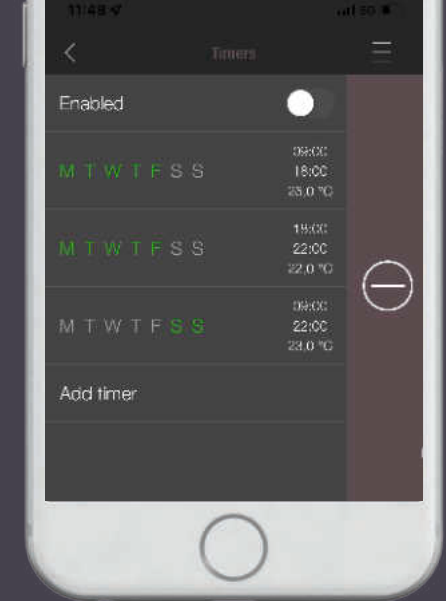 11:48
5G
Timers
Enabled
M T W T F S S
09:00
18:00
23,0 °C
M T W T F S S
18:00
22:00
22,0 °C
M T W T F S S
09:00
22:00
23,0 °C
Add timer